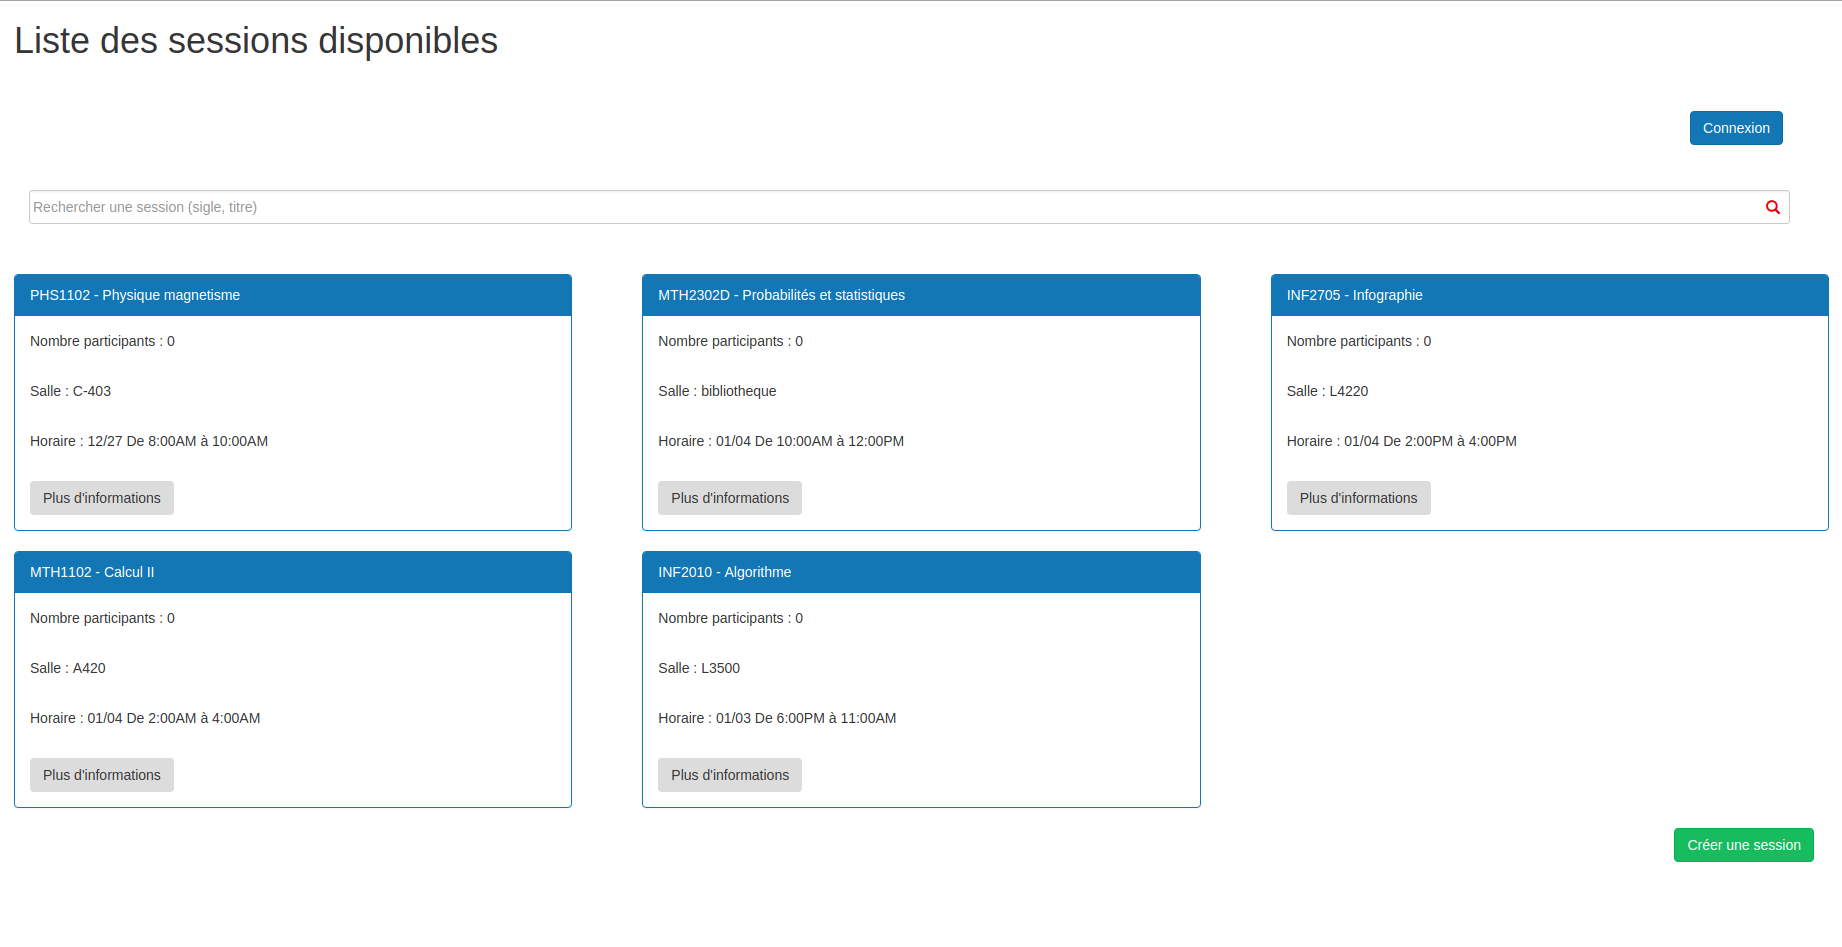 Liste des sessions disponibles
Connexion
Rechercher une session (sigle, titre)
PHS1102 - Physique magnetisme
Nombre participants : 0
Salle : C-403
Horaire : 12/27 De 8:00AM à 10:00AM
Plus d'informations
MTH2302D - Probabilités et statistiques
Nombre participants : 0
Salle : bibliotheque
Horaire : 01/04 De 10:00AM à 12:00PM
Plus d'informations
INF2705 - Infographie
Nombre participants : 0
Salle : L4220
Horaire : 01/04 De 2:00PM à 4:00PM
Plus d'informations
MTH1102 - Calcul II
Nombre participants : 0
Salle : A420
Horaire : 01/04 De 2:00AM à 4:00AM
Plus d'informations
INF2010 - Algorithme
Nombre participants : 0
Salle : L3500
Horaire : 01/03 De 6:00PM à 11:00AM
Plus d'informations
Créer une session